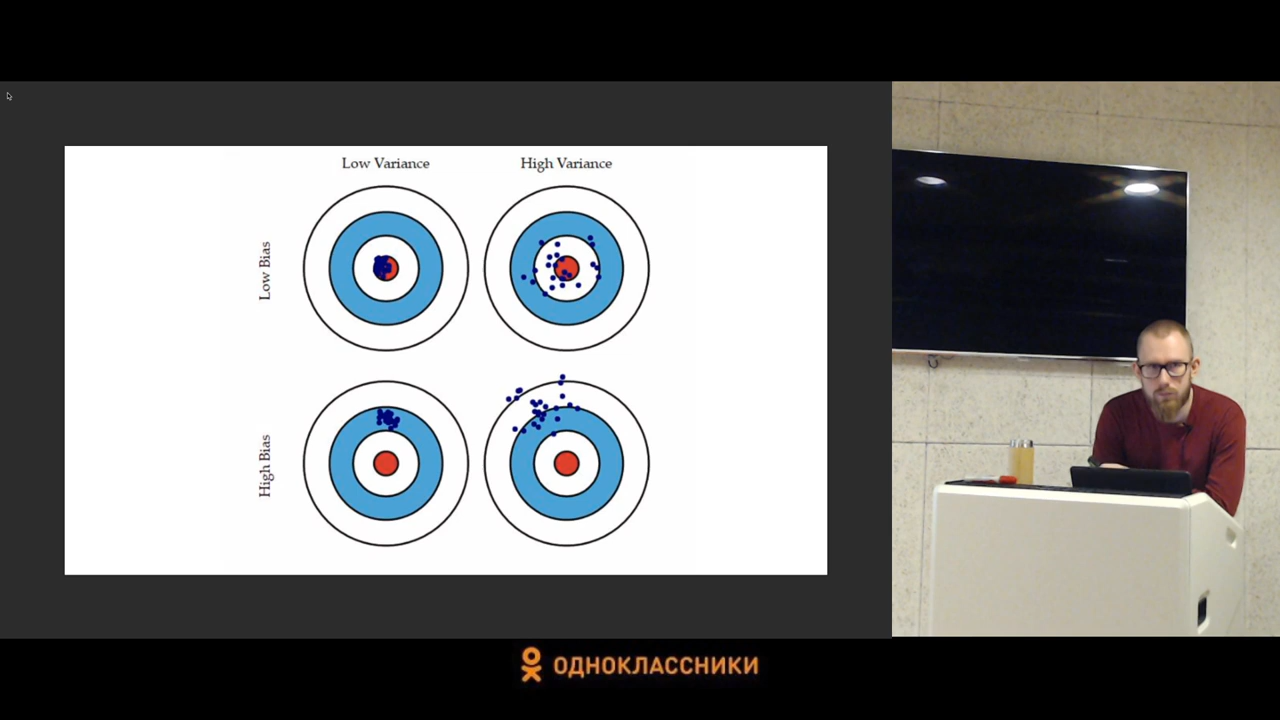 Low Variance
High Variance
Low Bias
High Bias
ОДНОКЛАССНИКИ